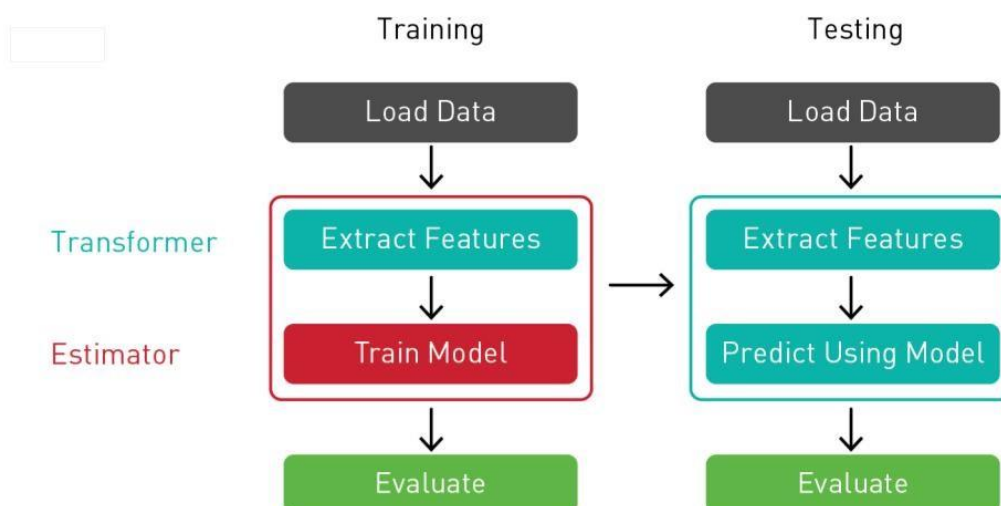 Training
Testing
Load Data
Load Data
Transformer
Extract Features
Extract Features
Estimator
Train Model
Predict Using Model
Evaluate
Evaluate